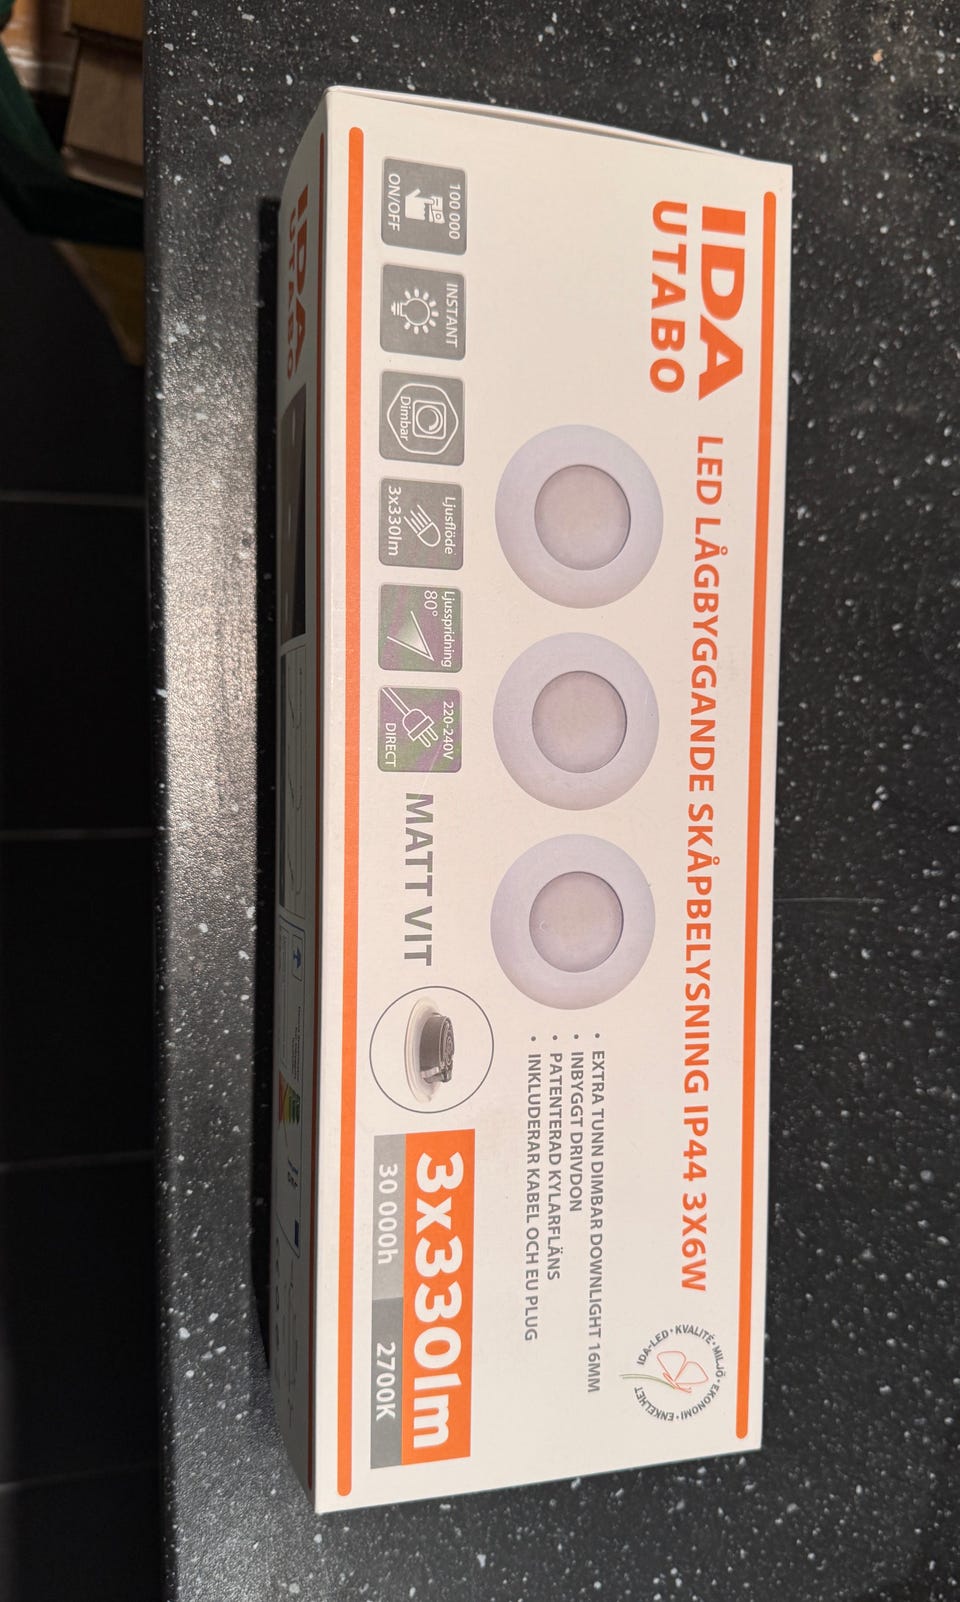 IDA
UTABO
LED LÅGBYGGANDE SKÅPBELYSNING IP44 3X6W
IDA-LED • KVALITÉ • MILJÖ • EKONOMI • ENKELHET
• EXTRA TUNN DIMBAR DOWNLIGHT 16MM
• INBYGGT DRIVDON
• PATENTERAD KYLARFLÄNS
• INKLUDERAR KABEL OCH EU PLUG
100 000
ON/OFF
INSTANT
Dimbar
Ljusflöde
3x330lm
Ljusspridning
80°
220-240V
DIRECT
MATT VIT
3x330lm
30 000h
2700K
IDA
UTABO